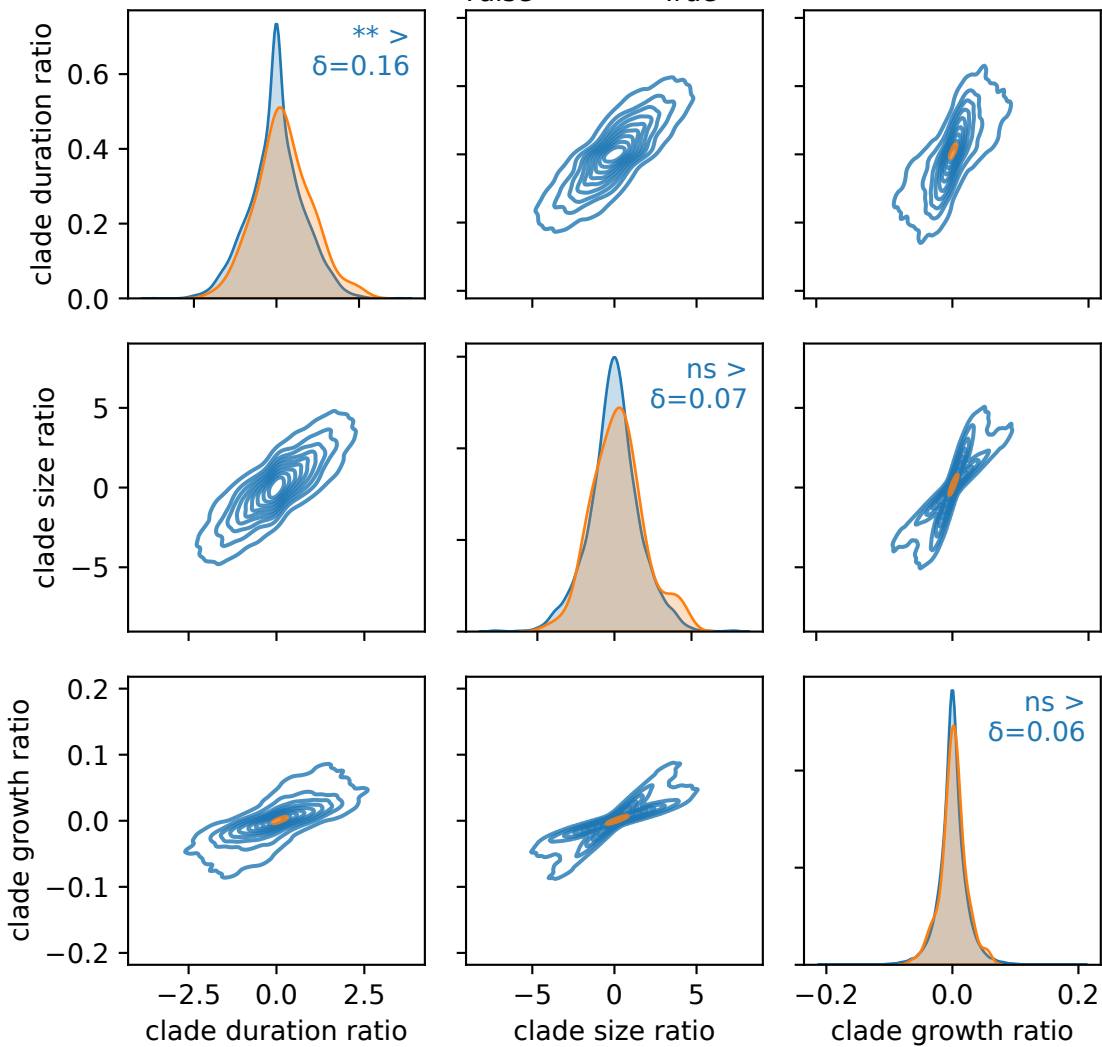 clade duration ratio
0.6
0.4
0.2
0.0
** >
δ=0.16
clade size ratio
5
0
−5
ns >
δ=0.07
clade growth ratio
0.2
0.1
0.0
−0.1
−0.2
ns >
δ=0.06
−2.5 0.0 2.5
−5 0 5
−0.2 0.0 0.2
clade duration ratio
clade size ratio
clade growth ratio